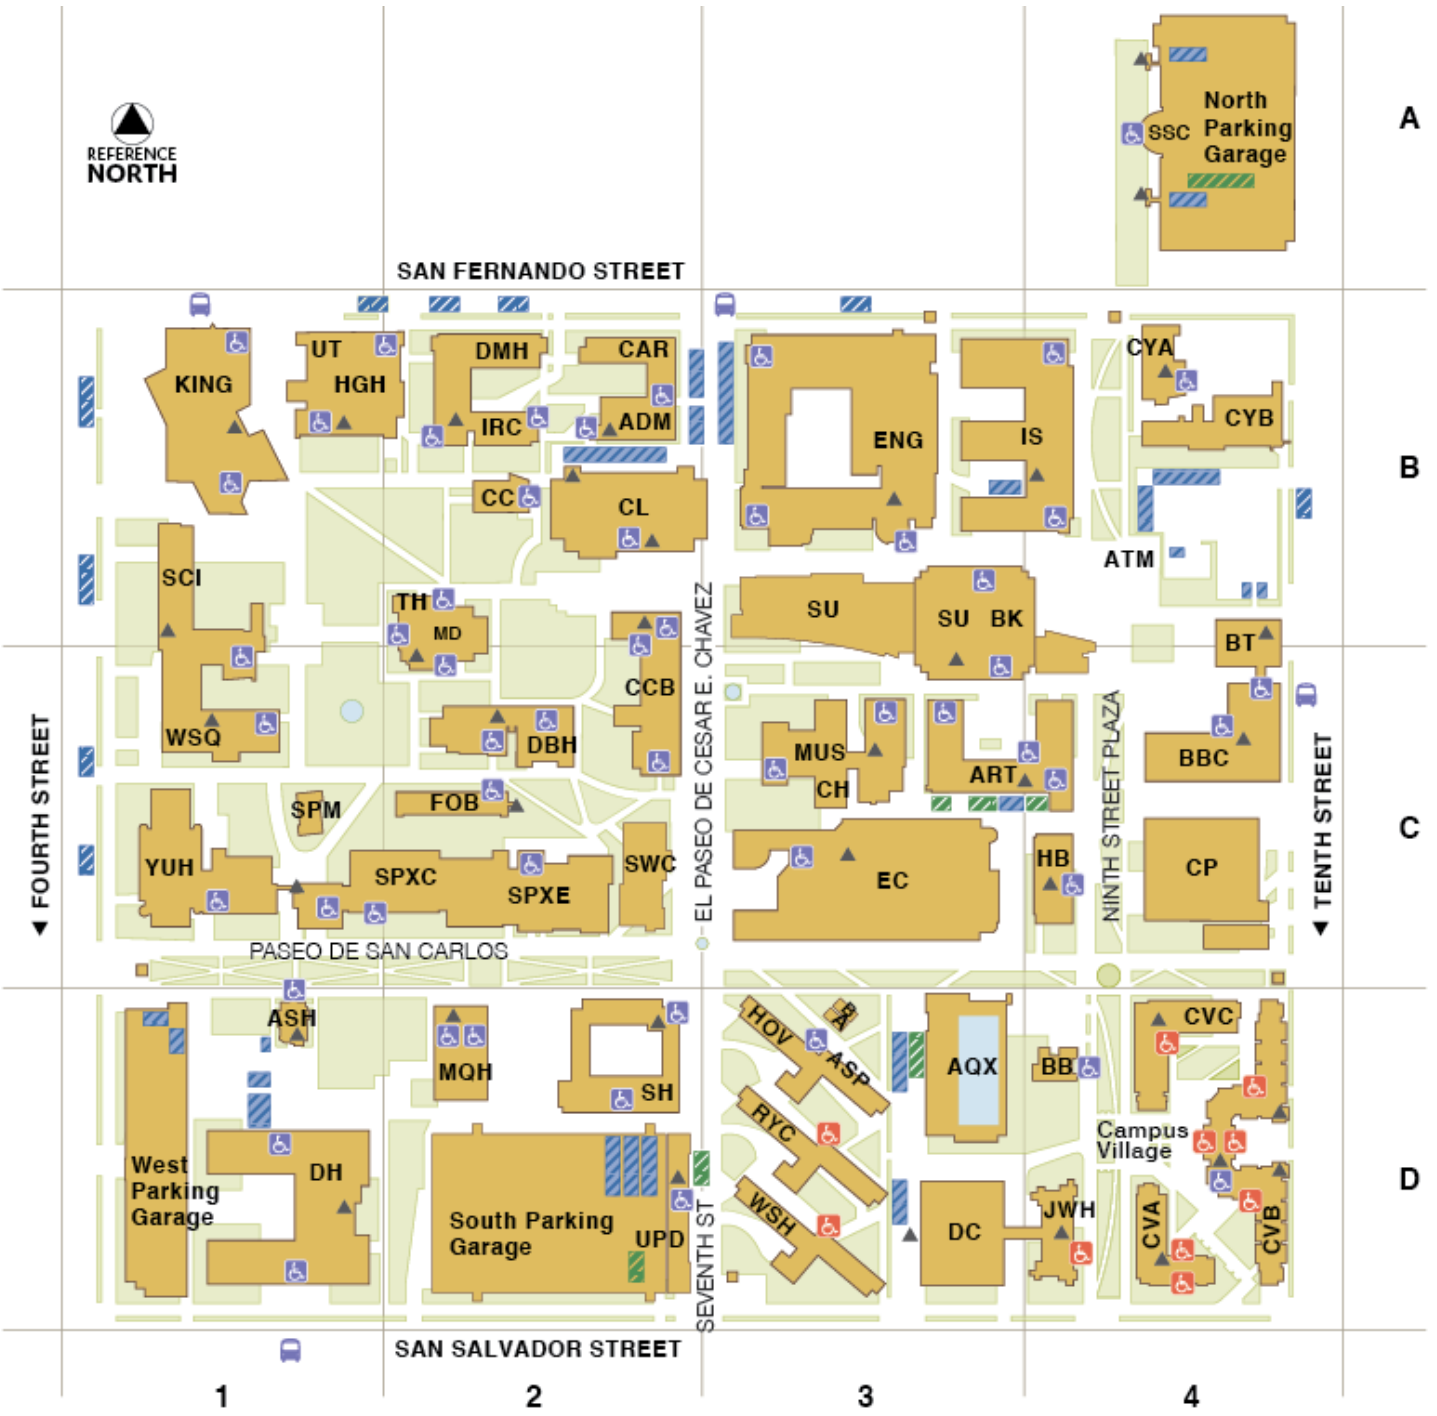 A
North
Parking
Garage
SSC
REFERENCE
NORTH
SAN FERNANDO STREET
KING
UT
HGH
DMH
IRC
CAR
ADM
ENG
IS
CYA
CYB
B
CC
CL
ATM
SCI
TH
MD
SU
SU BK
BT
CCB
EL PASEO DE CESAR E. CHAVEZ
WSQ
DBH
MUS
CH
ART
BBC
NINTH STREET PLAZA
FOURTH STREET
TENTH STREET
SPM
FOB
C
YUH
SPXC
SPXE
SWC
EC
HB
CP
PASEO DE SAN CARLOS
ASH
MQH
SH
HOV
BA
ASP
AQX
BB
CVC
RYC
Campus
Village
West
Parking
Garage
DH
South Parking
Garage
UPD
SEVENTH ST
WSH
DC
JWH
CVA
CVB
D
SAN SALVADOR STREET
1
2
3
4